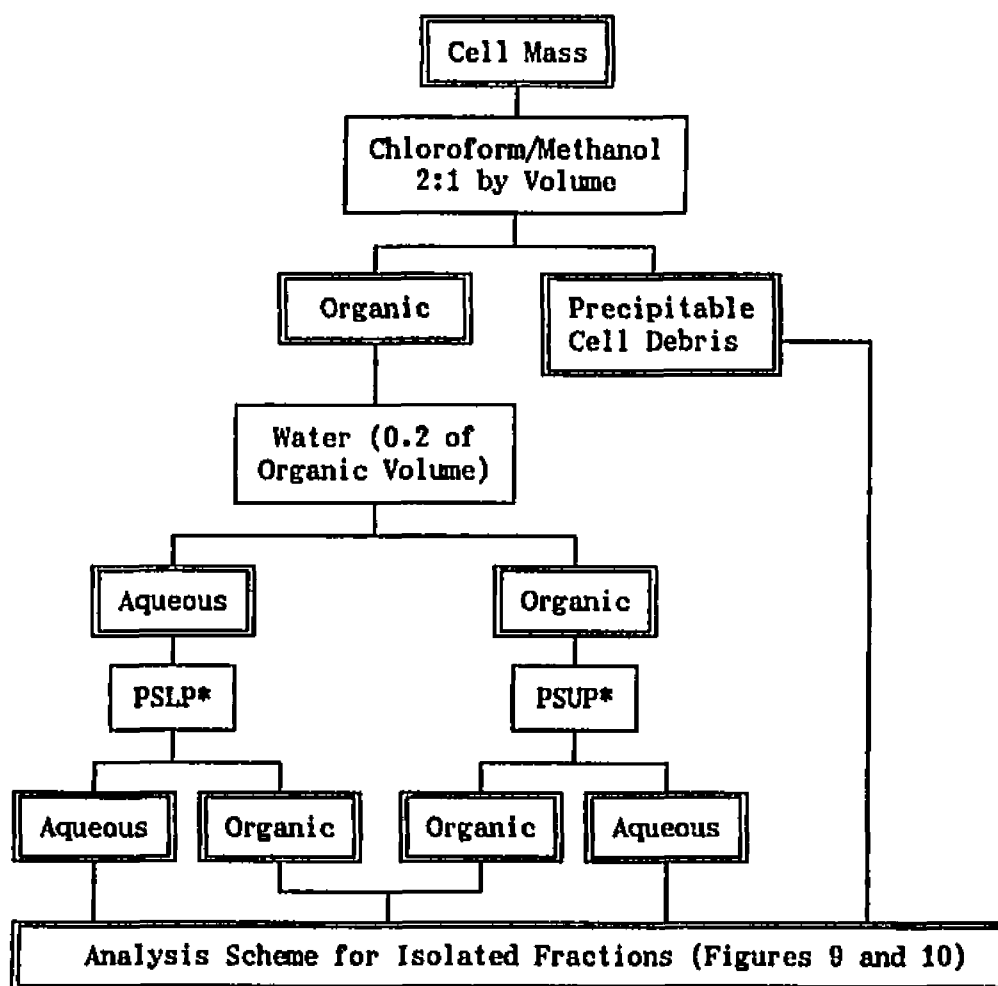 Cell Mass
Chloroform/Methanol
2:1 by Volume
Organic
Precipitable
Cell Debris
Water (0.2 of
Organic Volume)
Aqueous
Organic
PSLP*
PSUP*
Aqueous
Organic
Organic
Aqueous
Analysis Scheme for Isolated Fractions (Figures 9 and 10)